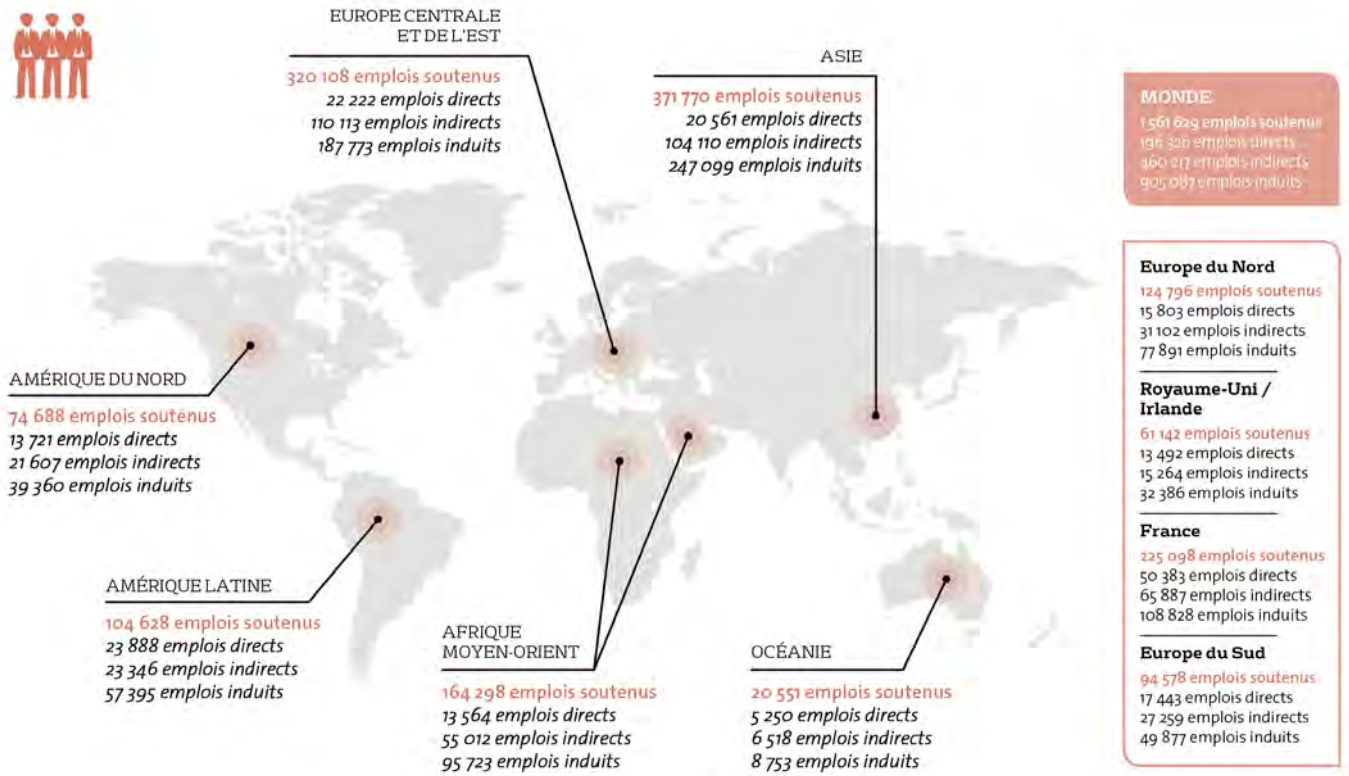 EUROPE CENTRALE
ET DE L'EST
320 108 emplois soutenus
22 222 emplois directs
110 113 emplois indirects
187 773 emplois induits
ASIE
371 770 emplois soutenus
20 561 emplois directs
104 110 emplois indirects
247 099 emplois induits
MONDE
1 561 629 emplois soutenus
196 326 emplois directs
460 217 emplois indirects
905 087 emplois induits
AMÉRIQUE DU NORD
74 688 emplois soutenus
13 721 emplois directs
21 607 emplois indirects
39 360 emplois induits
AMÉRIQUE LATINE
104 628 emplois soutenus
23 888 emplois directs
23 346 emplois indirects
57 395 emplois induits
AFRIQUE
MOYEN-ORIENT
164 298 emplois soutenus
13 564 emplois directs
55 012 emplois indirects
95 723 emplois induits
OCÉANIE
20 551 emplois soutenus
5 250 emplois directs
6 518 emplois indirects
8 753 emplois induits
Europe du Nord
124 796 emplois soutenus
15 803 emplois directs
31 102 emplois indirects
77 891 emplois induits
Royaume-Uni /
Irlande
61 142 emplois soutenus
13 492 emplois directs
15 264 emplois indirects
32 386 emplois induits
France
225 098 emplois soutenus
50 383 emplois directs
65 887 emplois indirects
108 828 emplois induits
Europe du Sud
94 578 emplois soutenus
17 443 emplois directs
27 259 emplois indirects
49 877 emplois induits